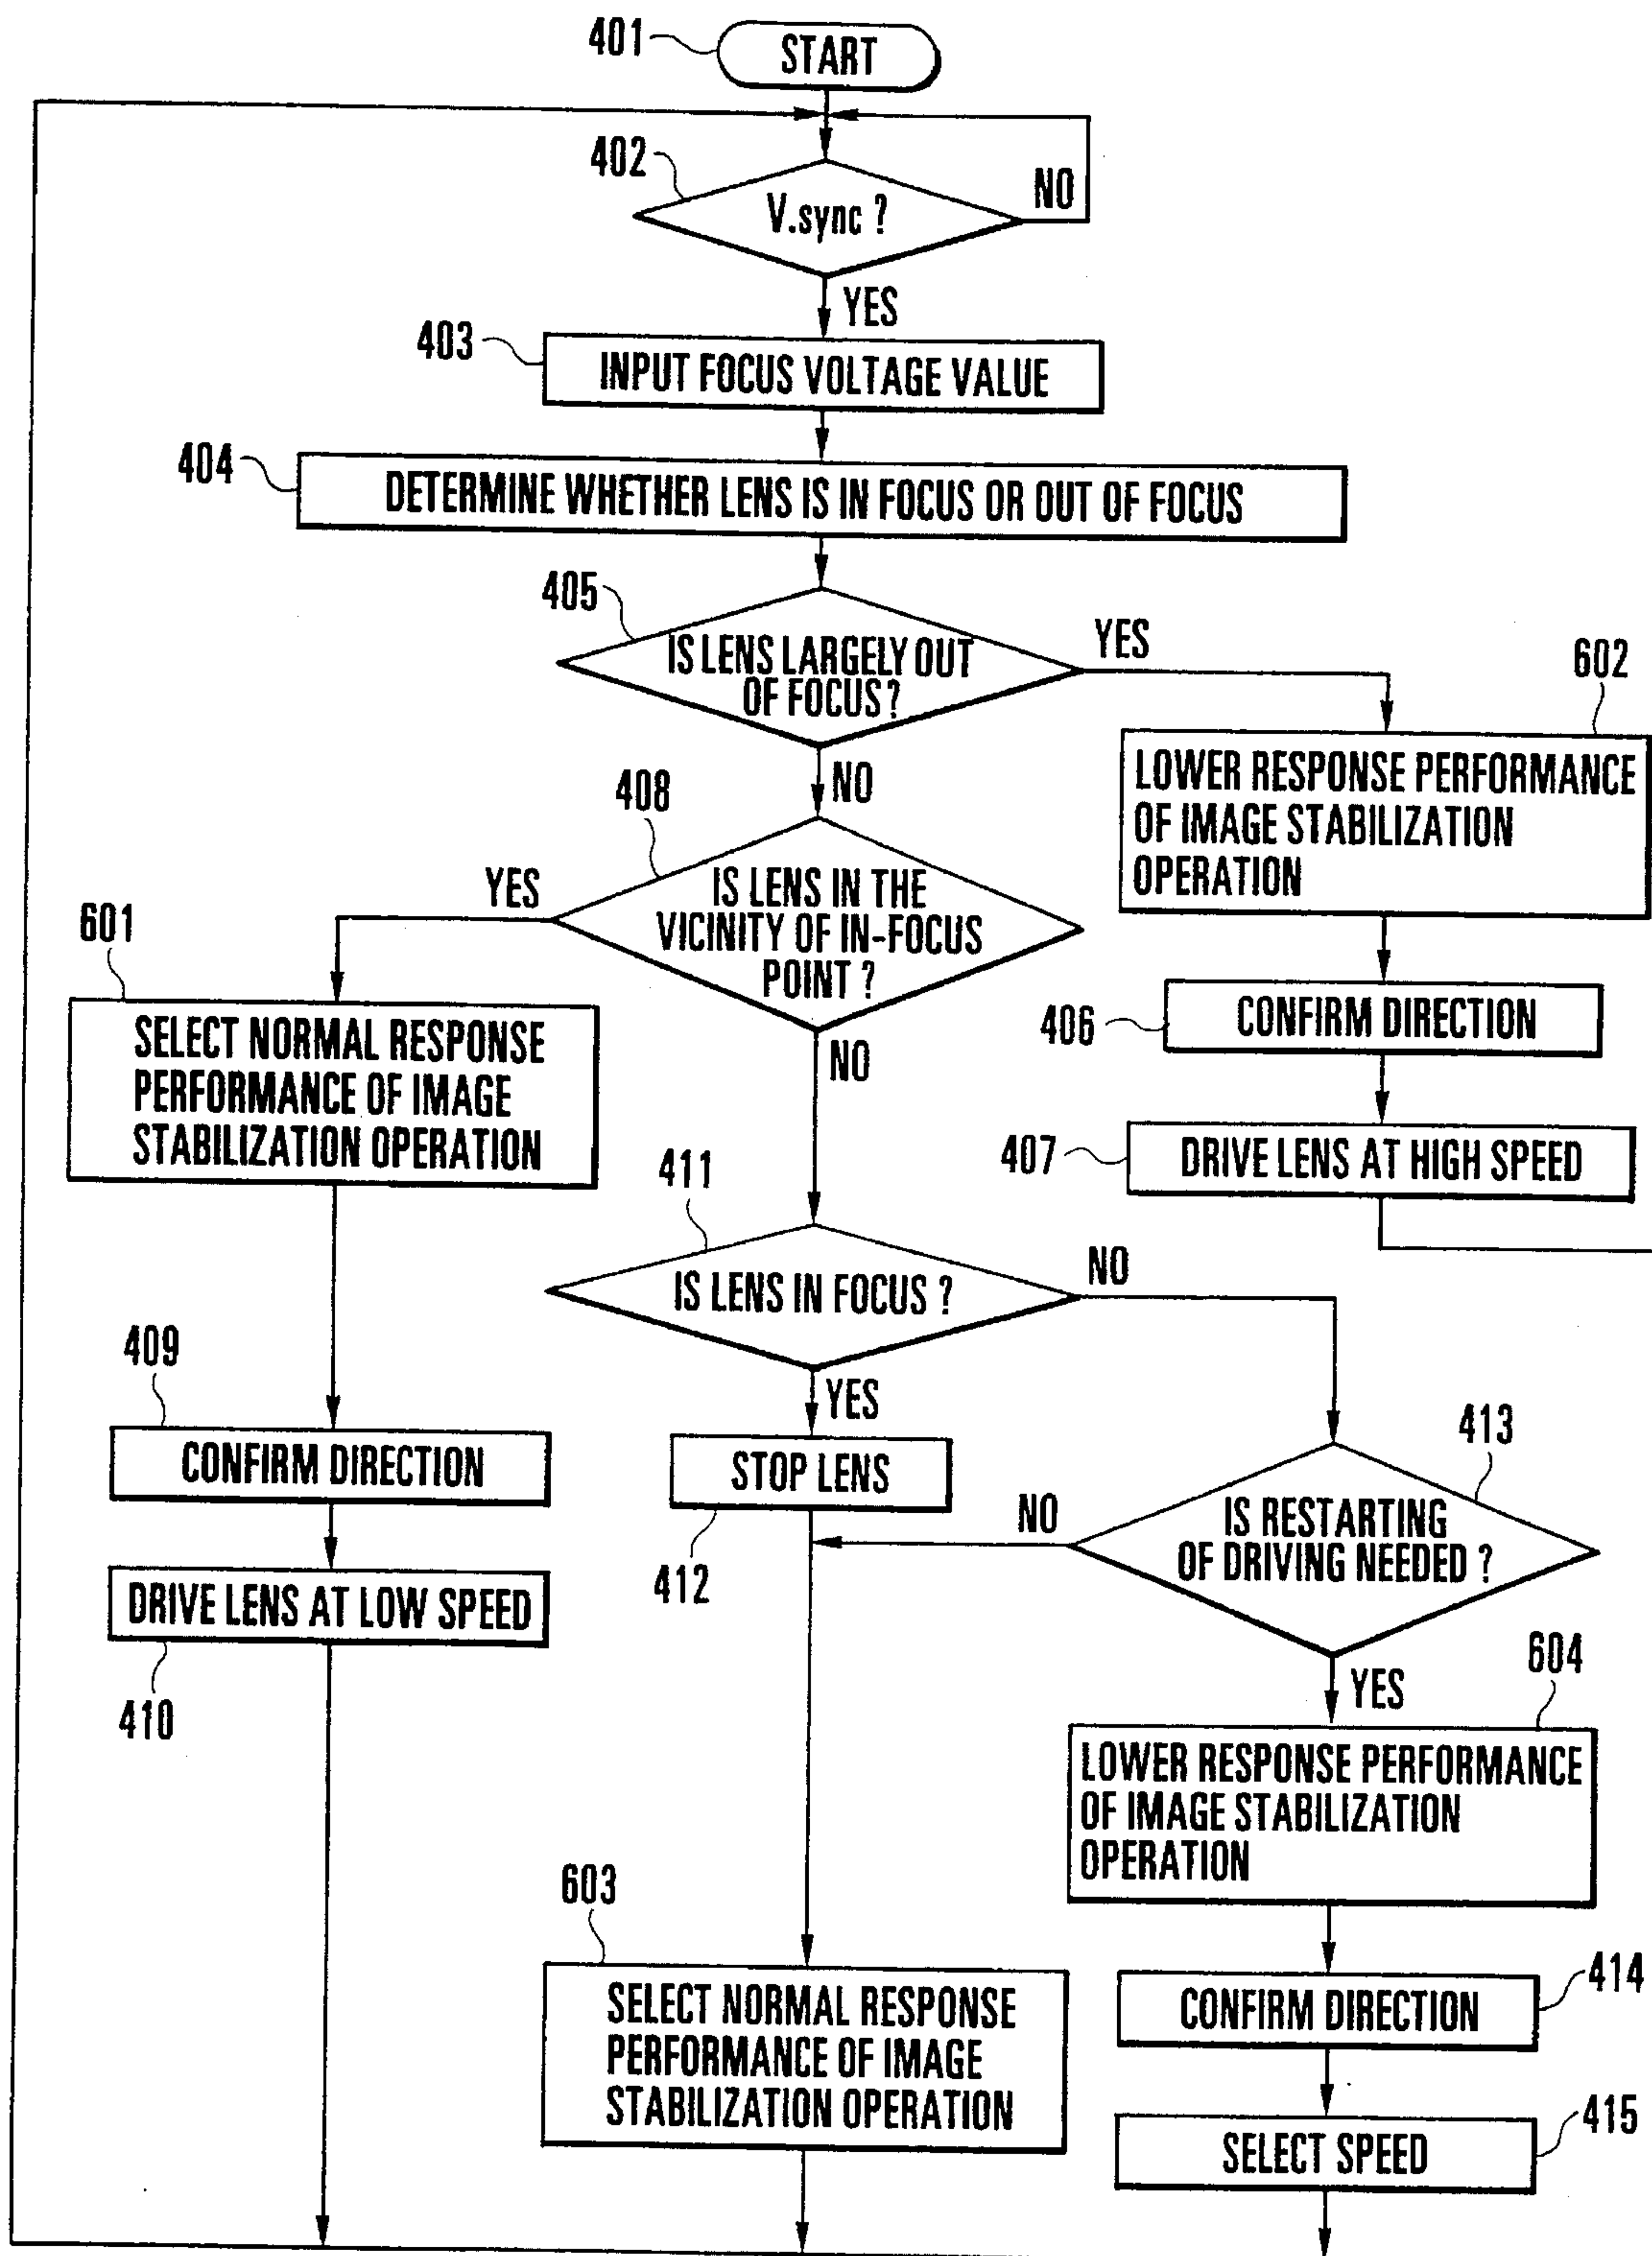 401
START
402
V.sync ?
NO
YES
403
INPUT FOCUS VOLTAGE VALUE
404
DETERMINE WHETHER LENS IS IN FOCUS OR OUT OF FOCUS
405
IS LENS LARGELY OUT
OF FOCUS ?
YES
NO
602
LOWER RESPONSE PERFORMANCE
OF IMAGE STABILIZATION
OPERATION
408
IS LENS IN THE
VICINITY OF IN-FOCUS
POINT ?
YES
NO
601
SELECT NORMAL RESPONSE
PERFORMANCE OF IMAGE
STABILIZATION OPERATION
406
CONFIRM DIRECTION
407
DRIVE LENS AT HIGH SPEED
411
IS LENS IN FOCUS ?
NO
YES
409
CONFIRM DIRECTION
STOP LENS
412
413
IS RESTARTING
OF DRIVING NEEDED ?
NO
YES
DRIVE LENS AT LOW SPEED
410
604
LOWER RESPONSE PERFORMANCE
OF IMAGE STABILIZATION
OPERATION
603
SELECT NORMAL RESPONSE
PERFORMANCE OF IMAGE
STABILIZATION OPERATION
414
CONFIRM DIRECTION
415
SELECT SPEED